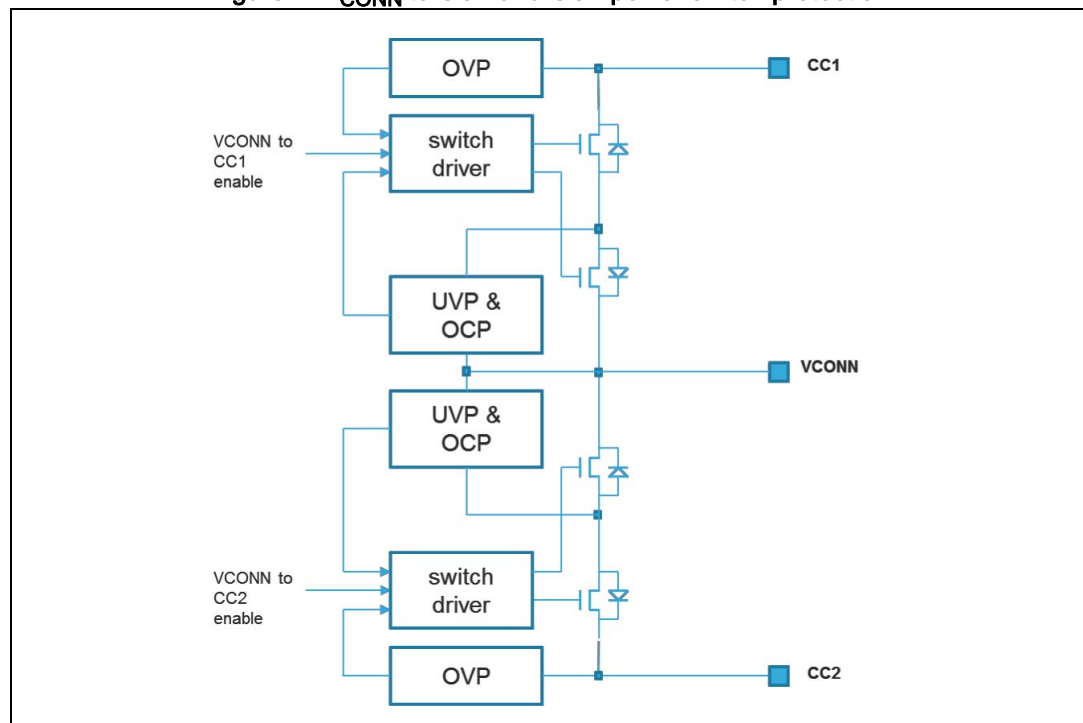 CONN
OVP
CC1
VCONN to
CC1
enable
switch
driver
UVP &
OCP
VCONN
UVP &
OCP
VCONN to
CC2
enable
switch
driver
OVP
CC2